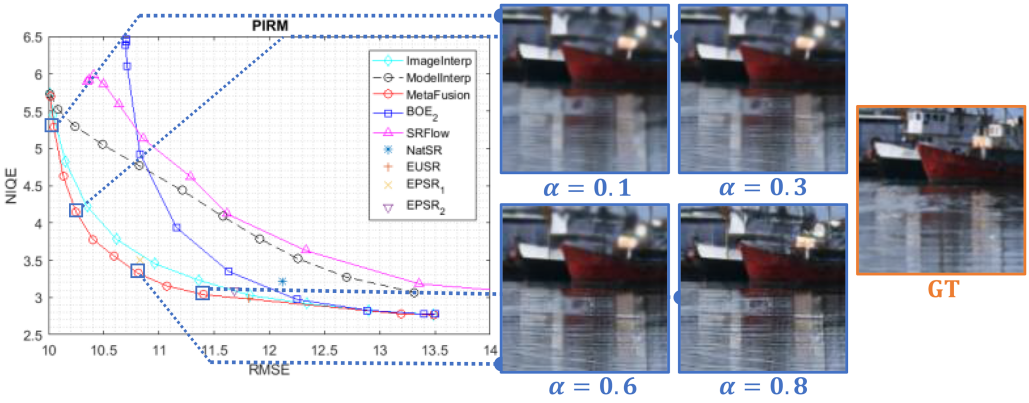 PIRM
6.5
6
5.5
5
4.5
4
3.5
3
2.5
NIQE
10
10.5
11
11.5
12
12.5
13
13.5
14
RMSE
ImageInterp
ModelInterp
MetaFusion
BOE₂
SRFlow
NatSR
EUSR
EPSR₁
EPSR₂
α = 0.1
α = 0.3
α = 0.6
α = 0.8
GT